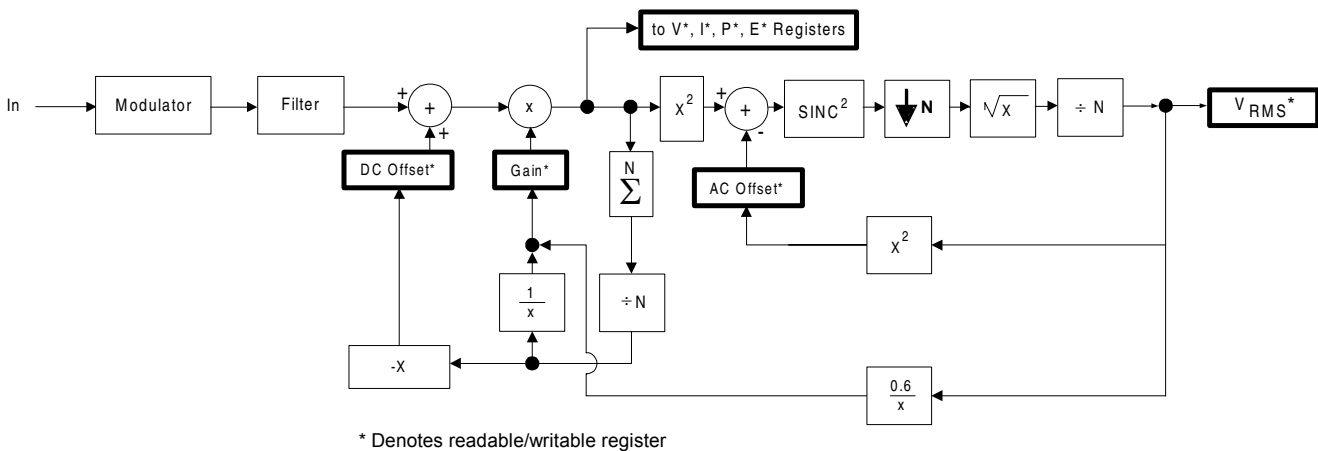 to V*, I*, P*, E* Registers
In
Modulator
Filter
+
+
+
x
X²
+
+
-
SINC²
N
√X
÷ N
V RMS*
DC Offset*
Gain*
N
Σ
AC Offset*
X²
1
x
÷ N
-X
0.6
x
* Denotes readable/writable register